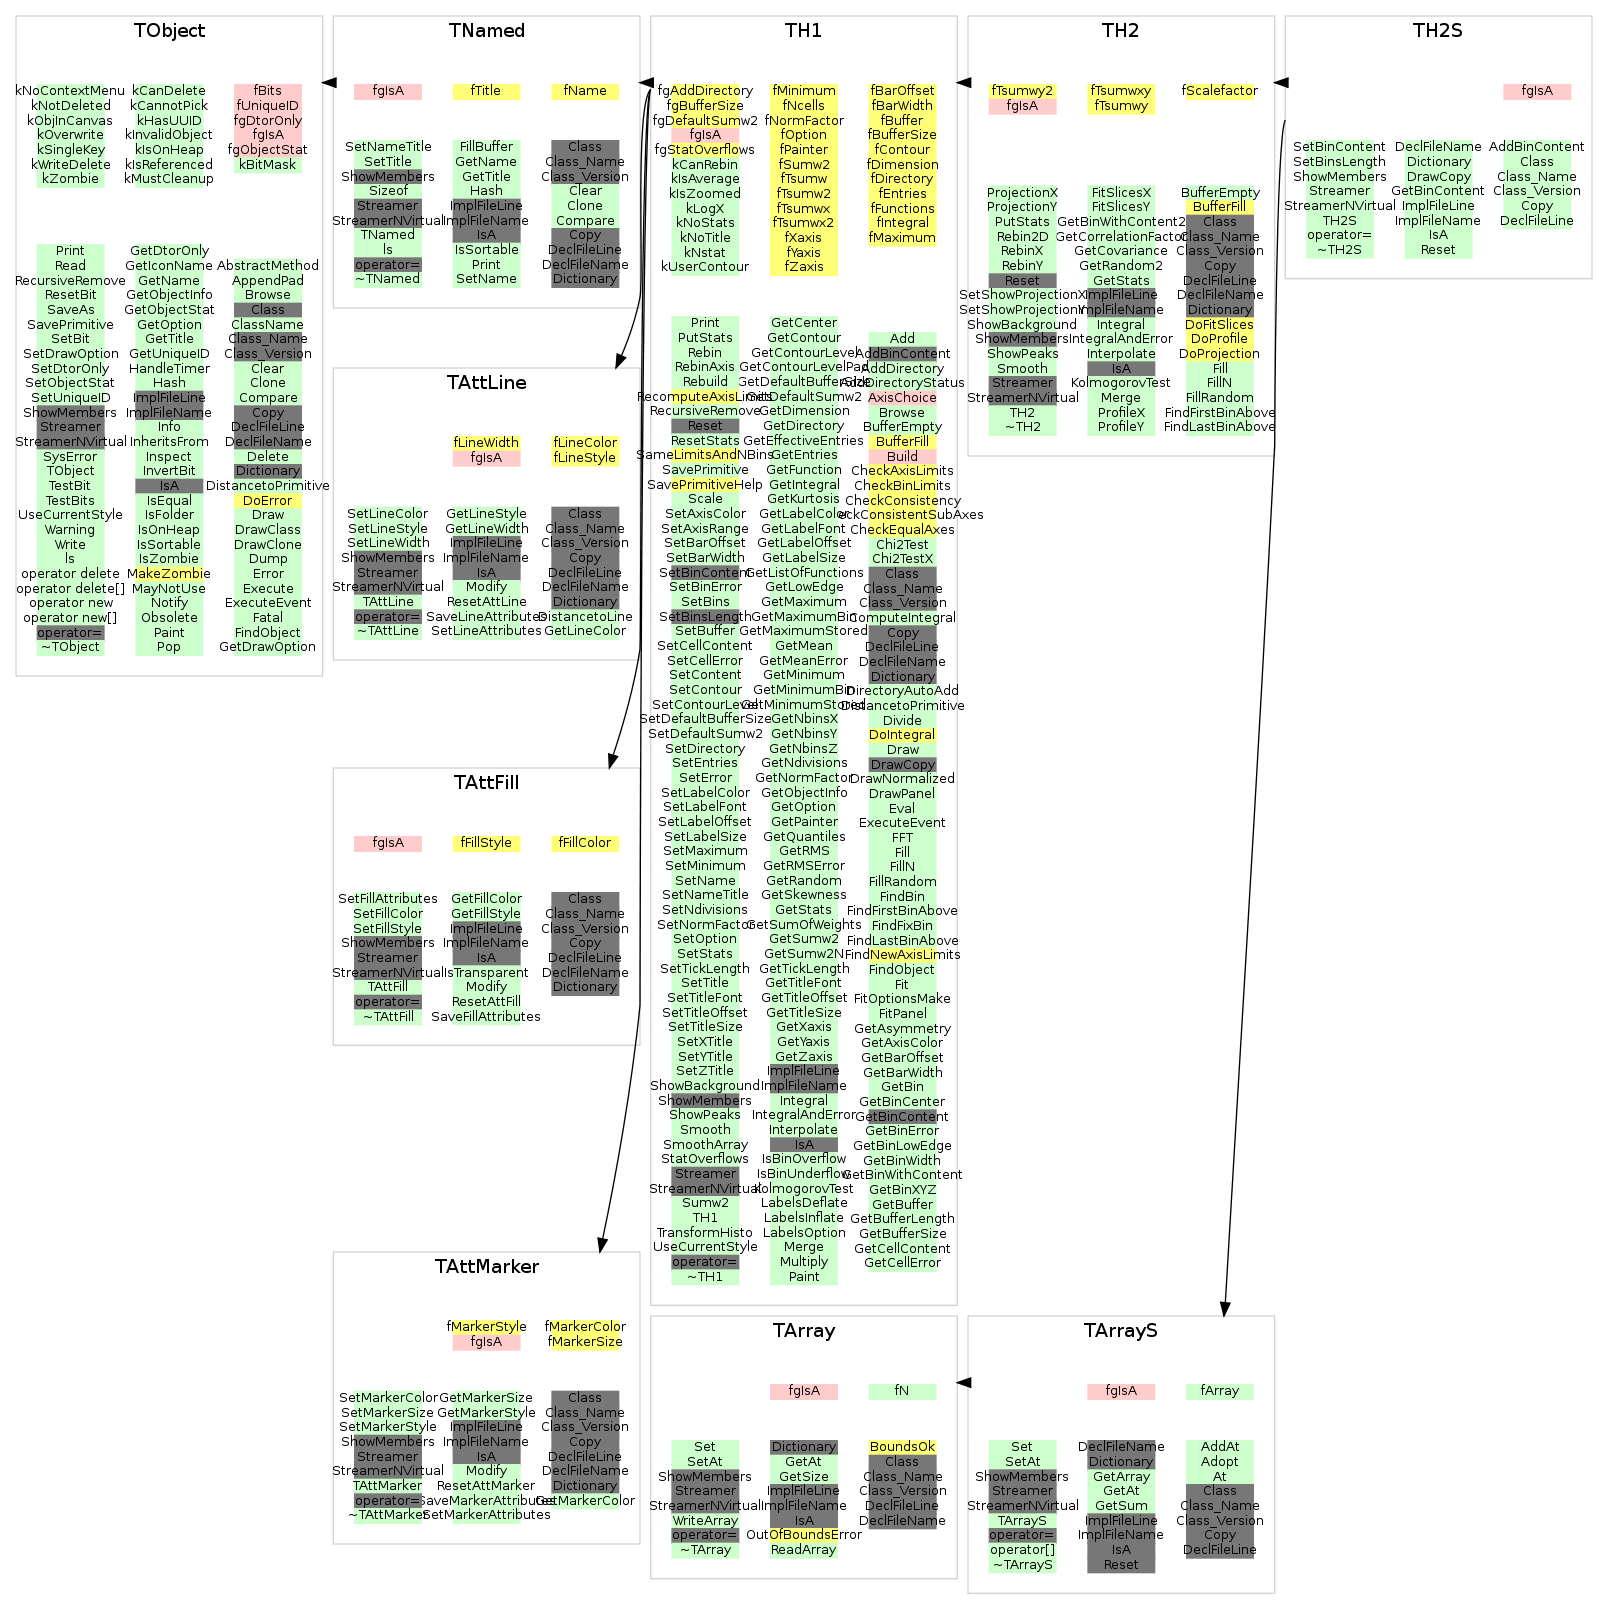 TObject
kNoContextMenu
kNotDeleted
kObjInCanvas
kOverwrite
kSingleKey
kWriteDelete
kZombie
kCanDelete
kCannotPick
kHasUUID
kInvalidObject
kIsOnHeap
kIsReferenced
kMustCleanup
fBits
fUniqueID
fgDtorOnly
fgIsA
fgObjectStat
kBitMask
Print
Read
RecursiveRemove
ResetBit
SaveAs
SavePrimitive
SetBit
SetDrawOption
SetDtorOnly
SetObjectStat
SetUniqueID
ShowMembers
Streamer
StreamerNVirtual
SysError
TObject
TestBit
TestBits
UseCurrentStyle
Warning
Write
ls
operator delete
operator delete[]
operator new
operator new[]
operator=
~TObject
GetDtorOnly
GetIconName
GetName
GetObjectInfo
GetObjectStat
GetOption
GetTitle
GetUniqueID
HandleTimer
Hash
ImplFileLine
ImplFileName
Info
InheritsFrom
Inspect
InvertBit
IsA
IsEqual
IsFolder
IsOnHeap
IsSortable
IsZombie
MakeZombie
MayNotUse
Notify
Obsolete
Paint
Pop
AbstractMethod
AppendPad
Browse
Class
ClassName
Class_Name
Class_Version
Clear
Clone
Compare
Copy
DeclFileLine
DeclFileName
Delete
Dictionary
DistancetoPrimitive
DoError
Draw
DrawClass
DrawClone
Dump
Error
Execute
ExecuteEvent
Fatal
FindObject
GetDrawOption
TNamed
fgIsA
fTitle
fName
SetNameTitle
SetTitle
ShowMembers
Sizeof
Streamer
StreamerNVirtual
TNamed
ls
operator=
~TNamed
FillBuffer
GetName
GetTitle
Hash
ImplFileLine
ImplFileName
IsA
IsSortable
Print
SetName
Class
Class_Name
Class_Version
Clear
Clone
Compare
Copy
DeclFileLine
DeclFileName
Dictionary
TAttLine
fLineWidth
fgIsA
fLineColor
fLineStyle
SetLineColor
SetLineStyle
SetLineWidth
ShowMembers
Streamer
StreamerNVirtual
TAttLine
operator=
~TAttLine
GetLineStyle
GetLineWidth
ImplFileLine
ImplFileName
IsA
Modify
ResetAttLine
SaveLineAttributes
SetLineAttributes
Class
Class_Name
Class_Version
Copy
DeclFileLine
DeclFileName
Dictionary
DistancetoLine
GetLineColor
TAttFill
fgIsA
fFillStyle
fFillColor
SetFillAttributes
SetFillColor
SetFillStyle
ShowMembers
Streamer
StreamerNVirtual
TAttFill
operator=
~TAttFill
GetFillColor
GetFillStyle
ImplFileLine
ImplFileName
IsA
IsTransparent
Modify
ResetAttFill
SaveFillAttributes
Class
Class_Name
Class_Version
Copy
DeclFileLine
DeclFileName
Dictionary
TAttMarker
fMarkerStyle
fgIsA
fMarkerColor
fMarkerSize
SetMarkerColor
SetMarkerSize
SetMarkerStyle
ShowMembers
Streamer
StreamerNVirtual
TAttMarker
operator=
~TAttMarker
GetMarkerSize
GetMarkerStyle
ImplFileLine
ImplFileName
IsA
Modify
ResetAttMarker
SaveMarkerAttributes
SetMarkerAttributes
Class
Class_Name
Class_Version
Copy
DeclFileLine
DeclFileName
Dictionary
GetMarkerColor
TH1
fgAddDirectory
fgBufferSize
fgDefaultSumw2
fgIsA
fgStatOverflows
kCanRebin
kIsAverage
kIsZoomed
kLogX
kNoStats
kNoTitle
kNstat
kUserContour
fMinimum
fNcells
fNormFactor
fOption
fPainter
fSumw2
fTsumw
fTsumw2
fTsumwx
fTsumwx2
fXaxis
fYaxis
fZaxis
fBarOffset
fBarWidth
fBuffer
fBufferSize
fContour
fDimension
fDirectory
fEntries
fFunctions
fIntegral
fMaximum
Print
PutStats
Rebin
RebinAxis
Rebuild
RecomputeAxisLimits
RecursiveRemove
Reset
ResetStats
SameLimitsAndNBins
SavePrimitive
SavePrimitiveHelp
Scale
SetAxisColor
SetAxisRange
SetBarOffset
SetBarWidth
SetBinContent
SetBinError
SetBins
SetBinsLength
SetBuffer
SetCellContent
SetCellError
SetContent
SetContour
SetContourLevel
SetDefaultBufferSize
SetDefaultSumw2
SetDirectory
SetEntries
SetError
SetLabelColor
SetLabelFont
SetLabelOffset
SetLabelSize
SetMaximum
SetMinimum
SetName
SetNameTitle
SetNdivisions
SetNormFactor
SetOption
SetStats
SetTickLength
SetTitle
SetTitleFont
SetTitleOffset
SetTitleSize
SetXTitle
SetYTitle
SetZTitle
ShowBackground
ShowMembers
ShowPeaks
Smooth
SmoothArray
StatOverflows
Streamer
StreamerNVirtual
Sumw2
TH1
TransformHisto
UseCurrentStyle
operator=
~TH1
GetCenter
GetContour
GetContourLevel
GetContourLevelPad
GetDefaultBufferSize
GetDefaultSumw2
GetDimension
GetDirectory
GetEffectiveEntries
GetEntries
GetFunction
GetIntegral
GetKurtosis
GetLabelColor
GetLabelFont
GetLabelOffset
GetLabelSize
GetListOfFunctions
GetLowEdge
GetMaximum
GetMaximumBin
GetMaximumStored
GetMean
GetMeanError
GetMinimum
GetMinimumBin
GetMinimumStored
GetNbinsX
GetNbinsY
GetNbinsZ
GetNdivisions
GetNormFactor
GetObjectInfo
GetOption
GetPainter
GetQuantiles
GetRMS
GetRMSError
GetRandom
GetSkewness
GetStats
GetSumOfWeights
GetSumw2
GetSumw2N
GetTickLength
GetTitleFont
GetTitleOffset
GetTitleSize
GetXaxis
GetYaxis
GetZaxis
ImplFileLine
ImplFileName
Integral
IntegralAndError
Interpolate
IsA
IsBinOverflow
IsBinUnderflow
KolmogorovTest
LabelsDeflate
LabelsInflate
LabelsOption
Merge
Multiply
Paint
Add
AddBinContent
AddDirectory
AddDirectoryStatus
AxisChoice
Browse
BufferEmpty
BufferFill
Build
CheckAxisLimits
CheckBinLimits
CheckConsistency
eckConsistentSubAxes
CheckEqualAxes
Chi2Test
Chi2TestX
Class
Class_Name
Class_Version
ComputeIntegral
Copy
DeclFileLine
DeclFileName
Dictionary
DirectoryAutoAdd
DistancetoPrimitive
Divide
DoIntegral
Draw
DrawCopy
DrawNormalized
DrawPanel
Eval
ExecuteEvent
FFT
Fill
FillN
FillRandom
FindBin
FindFirstBinAbove
FindFixBin
FindLastBinAbove
FindNewAxisLimits
FindObject
Fit
FitOptionsMake
FitPanel
GetAsymmetry
GetAxisColor
GetBarOffset
GetBarWidth
GetBin
GetBinCenter
GetBinContent
GetBinError
GetBinLowEdge
GetBinWidth
GetBinWithContent
GetBinXYZ
GetBuffer
GetBufferLength
GetBufferSize
GetCellContent
GetCellError
TArray
fgIsA
fN
Set
SetAt
ShowMembers
Streamer
StreamerNVirtual
WriteArray
operator=
~TArray
Dictionary
GetAt
GetSize
ImplFileLine
ImplFileName
IsA
OutOfBoundsError
ReadArray
BoundsOk
Class
Class_Name
Class_Version
DeclFileLine
DeclFileName
TH2
fTsumwy2
fgIsA
fTsumwxy
fTsumwy
fScalefactor
ProjectionX
ProjectionY
PutStats
Rebin2D
RebinX
RebinY
Reset
SetShowProjectionX
SetShowProjectionY
ShowBackground
ShowMembers
ShowPeaks
Smooth
Streamer
StreamerNVirtual
TH2
~TH2
FitSlicesX
FitSlicesY
GetBinWithContent2
GetCorrelationFactor
GetCovariance
GetRandom2
GetStats
ImplFileLine
ImplFileName
Integral
IntegralAndError
Interpolate
IsA
KolmogorovTest
Merge
ProfileX
ProfileY
BufferEmpty
BufferFill
Class
Class_Name
Class_Version
Copy
DeclFileLine
DeclFileName
Dictionary
DoFitSlices
DoProfile
DoProjection
Fill
FillN
FillRandom
FindFirstBinAbove
FindLastBinAbove
TArrayS
fgIsA
fArray
Set
SetAt
ShowMembers
Streamer
StreamerNVirtual
TArrayS
operator=
operator[]
~TArrayS
DeclFileName
Dictionary
GetArray
GetAt
GetSum
ImplFileLine
ImplFileName
IsA
Reset
AddAt
Adopt
At
Class
Class_Name
Class_Version
Copy
DeclFileLine
TH2S
fgIsA
SetBinContent
SetBinsLength
ShowMembers
Streamer
StreamerNVirtual
TH2S
operator=
~TH2S
DeclFileName
Dictionary
DrawCopy
GetBinContent
ImplFileLine
ImplFileName
IsA
Reset
AddBinContent
Class
Class_Name
Class_Version
Copy
DeclFileLine